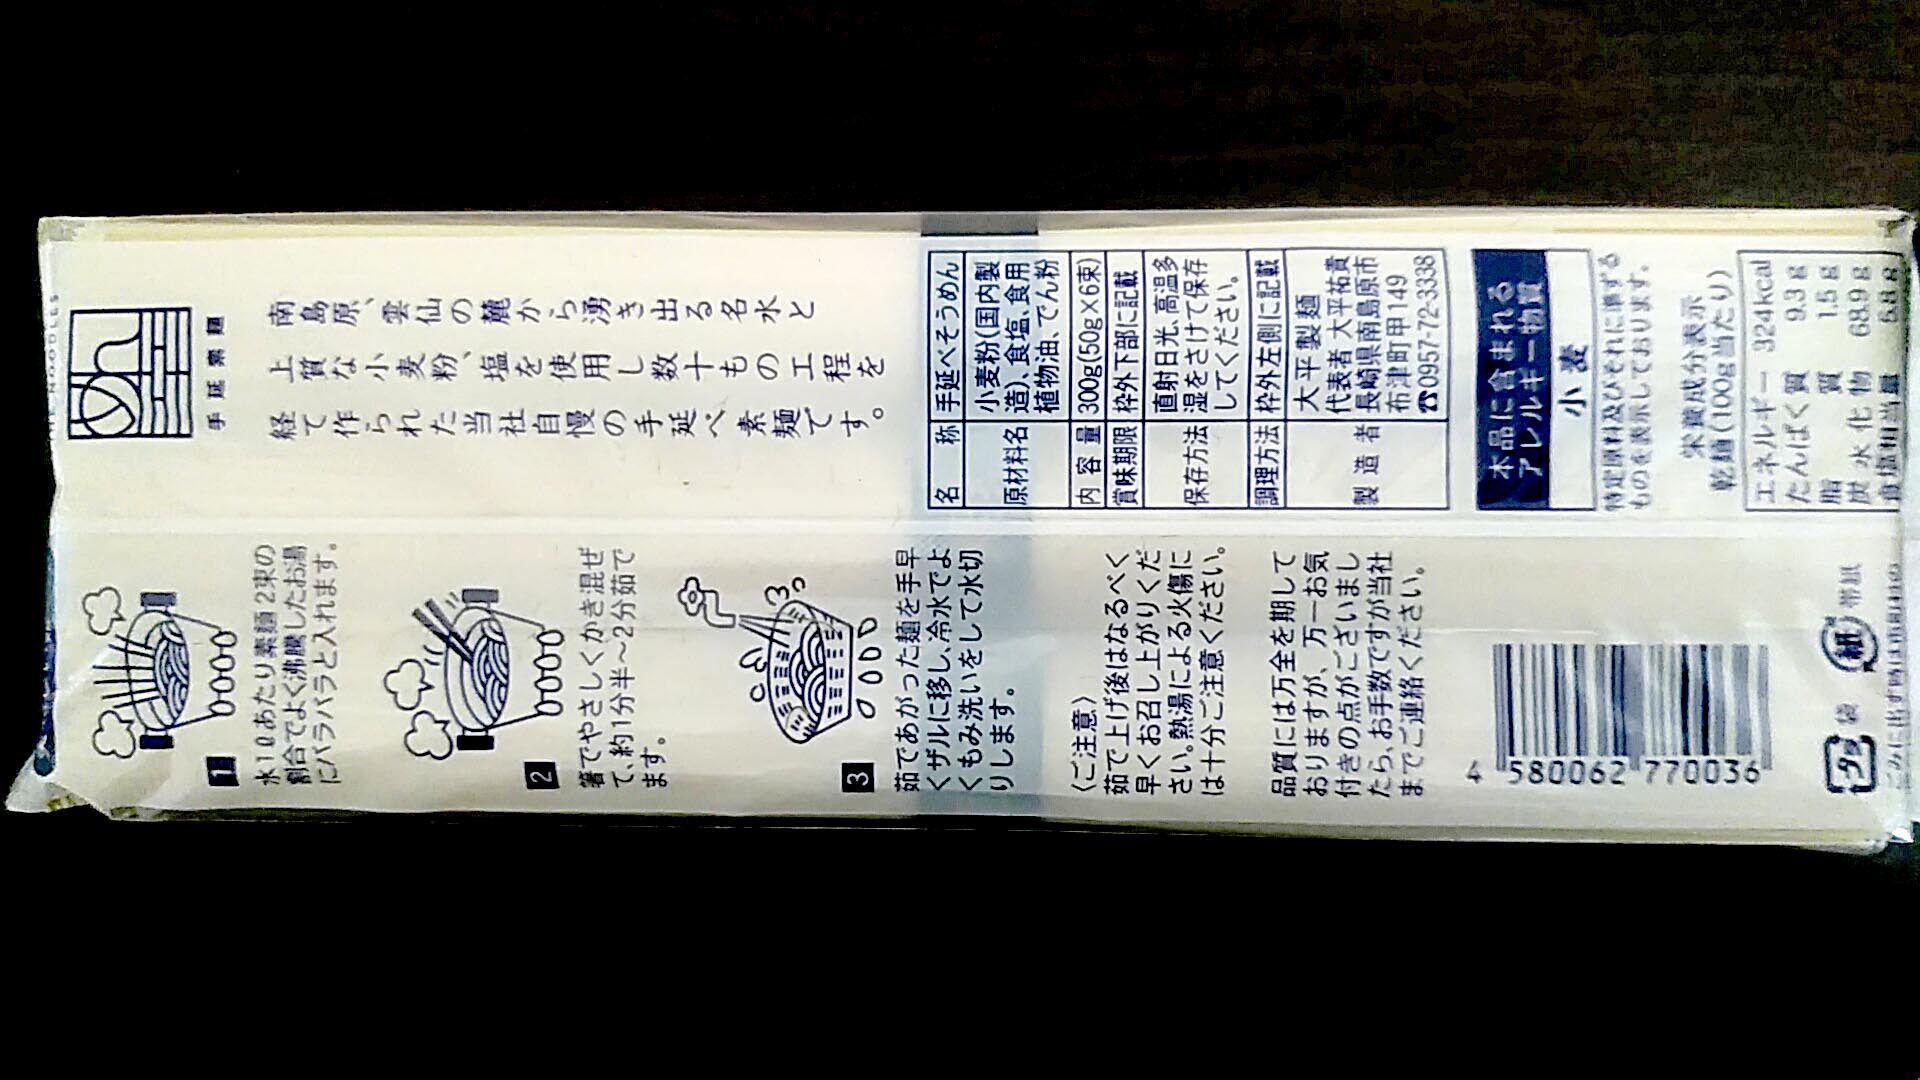 手延素麺
南島原、雲仙の麓から湧き出る名水と
上質な小麦粉、塩を使用し数十もの工程を
経て作られた当社自慢の手延べ素麺です。
名称 手延べそうめん
原材料名 小麦粉(国内製
造)、食塩、食用
植物油、でん粉
内容量 300g(50g×6束)
賞味期限 枠外下部に記載
保存方法 直射日光、高温多
湿をさけて保存
してください。
調理方法 枠外左側に記載
製造者 大平製麺
代表者 大平祐貴
長崎県南島原市
布津町甲149
☎0957-72-3338
本品に含まれる
アレルギー物質
小麦
特定原料及びそれに準ずる
ものを表示しております。
栄養成分表示
乾麺(100g当たり)
エネルギー 324kcal
たんぱく質 9.3g
脂質 1.5g
炭水化物 68.9g
食塩相当量 6.8g
1
水1ℓあたり素麺2束の
割合でよく沸騰したお湯
にパラパラと入れます。
2
箸でやさしくかき混ぜ
て、約1分半～2分茹で
ます。
3
茹であがった麺を手早
くザルに移し、冷水でよ
くもみ洗いをして水切
りします。
〈ご注意〉
茹で上げ後はなるべく
早くお召し上がりくだ
さい。熱湯による火傷に
は十分ご注意ください。
品質には万全を期して
おりますが、万一お気
付きの点がございまし
たら、お手数ですが当社
までご連絡ください。
4 580062 770036
プラ 袋 紙 帯紙